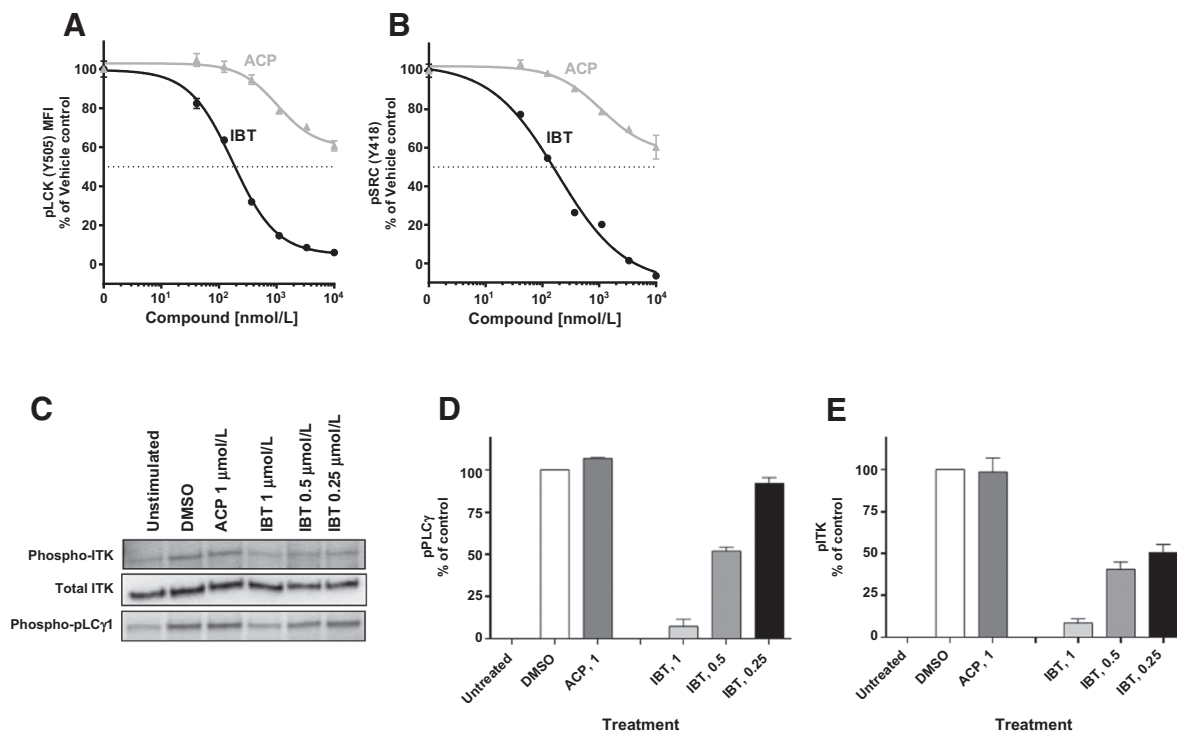 A
pLCK (Y505) MFI
% of Vehicle control
100
80
60
40
20
0
ACP
IBT
0
10¹
10²
10³
10⁴
Compound [nmol/L]
B
pSRC (Y418)
% of Vehicle control
100
80
60
40
20
0
ACP
IBT
0
10¹
10²
10³
10⁴
Compound [nmol/L]
C
Unstimulated
DMSO
ACP 1 μmol/L
IBT 1 μmol/L
IBT 0.5 μmol/L
IBT 0.25 μmol/L
Phospho-ITK
Total ITK
Phospho-pLCγ1
D
pPLCγ
% of control
100
75
50
25
0
Untreated
DMSO
ACP, 1
IBT, 1
IBT, 0.5
IBT, 0.25
Treatment
E
pITK
% of control
100
75
50
25
0
Untreated
DMSO
ACP, 1
IBT, 1
IBT, 0.5
IBT, 0.25
Treatment